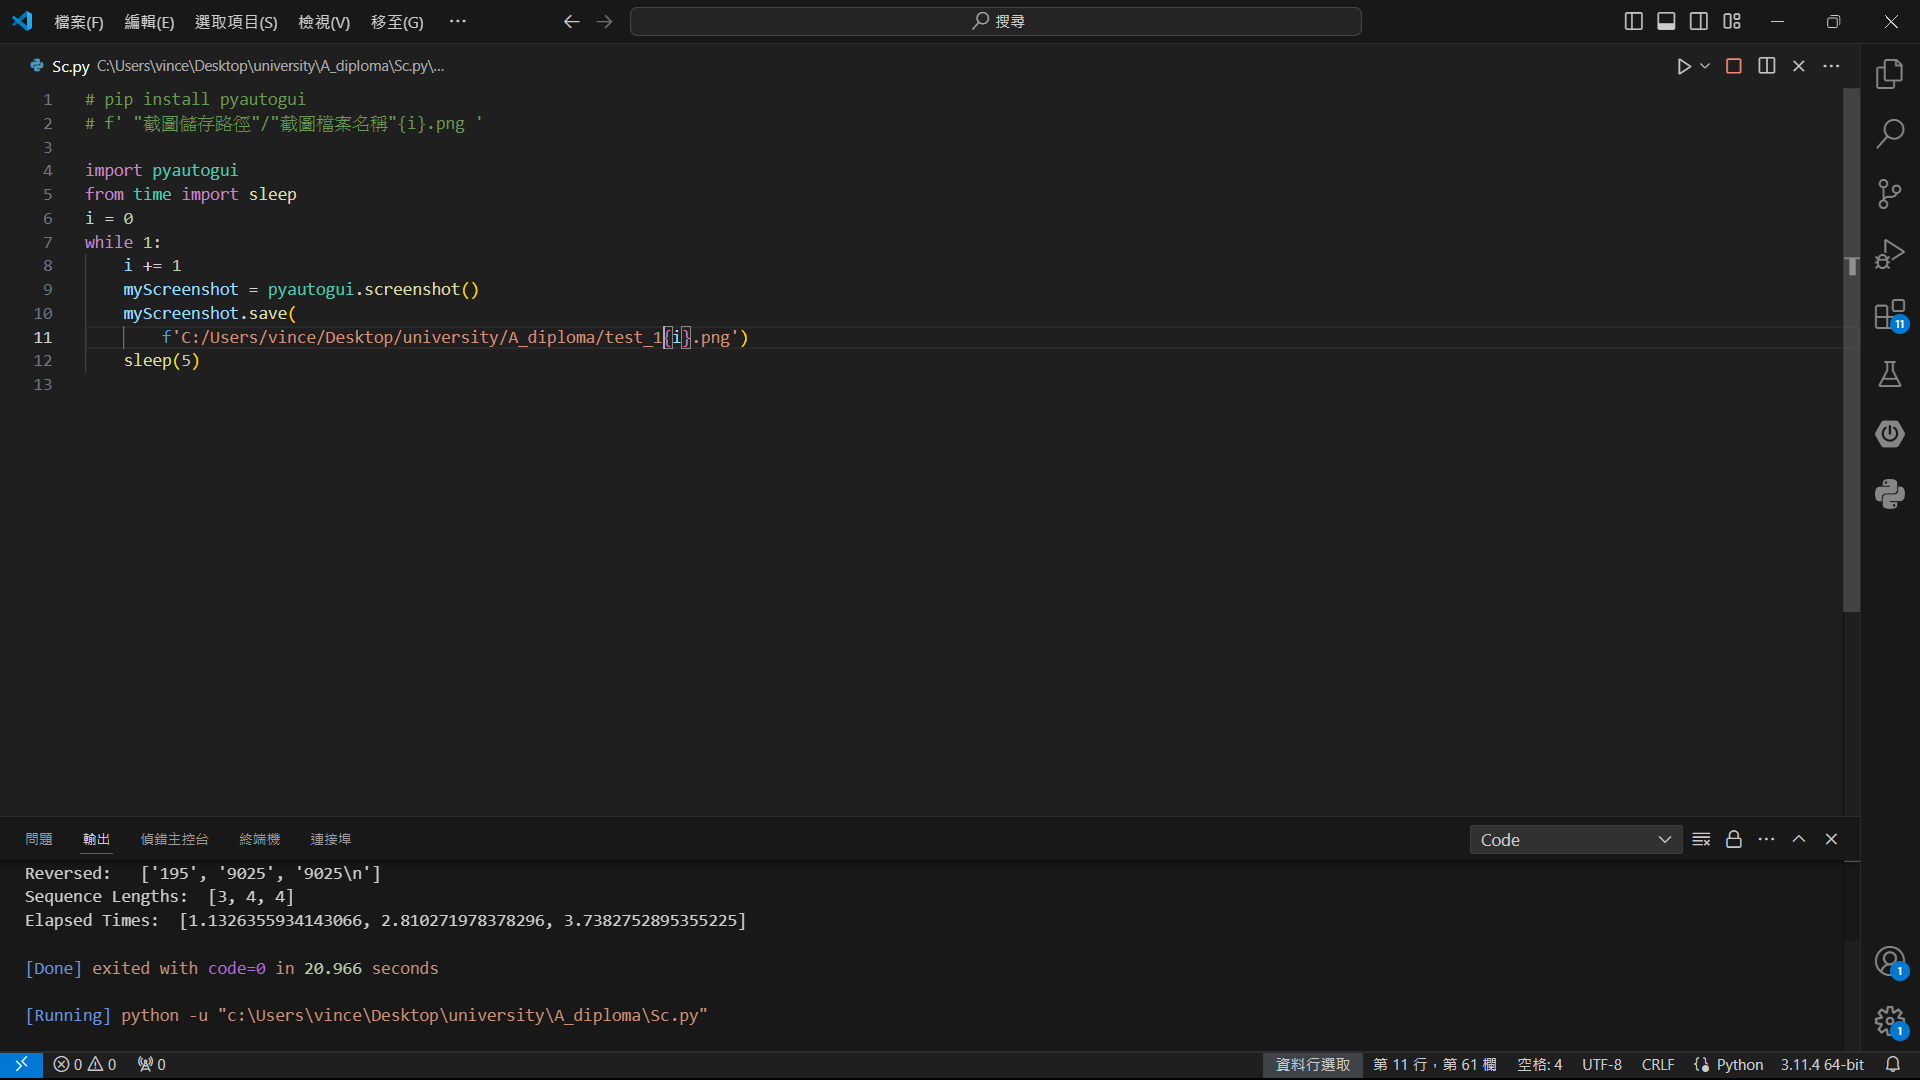 檔案(F) 編輯(E) 選取項目(S) 檢視(V) 移至(G) ··· 搜尋
Sc.py C:\Users\vince\Desktop\university\A_diploma\Sc.py\...
1 # pip install pyautogui
2 # f' "截圖儲存路徑"/"截圖檔案名稱"{i}.png '
3
4 import pyautogui
5 from time import sleep
6 i = 0
7 while 1:
8 i += 1
9 myScreenshot = pyautogui.screenshot()
10 myScreenshot.save(
11 f'C:/Users/vince/Desktop/university/A_diploma/test_1{i}.png')
12 sleep(5)
13
11
問題 輸出 偵錯主控台 終端機 連接埠 Code
Reversed: ['195', '9025', '9025\n']
Sequence Lengths: [3, 4, 4]
Elapsed Times: [1.1326355934143066, 2.810271978378296, 3.7382752895355225]
[Done] exited with code=0 in 20.966 seconds
[Running] python -u "c:\Users\vince\Desktop\university\A_diploma\Sc.py"
1
1
0 0 0 資料行選取 第 11 行，第 61 欄 空格: 4 UTF-8 CRLF Python 3.11.4 64-bit